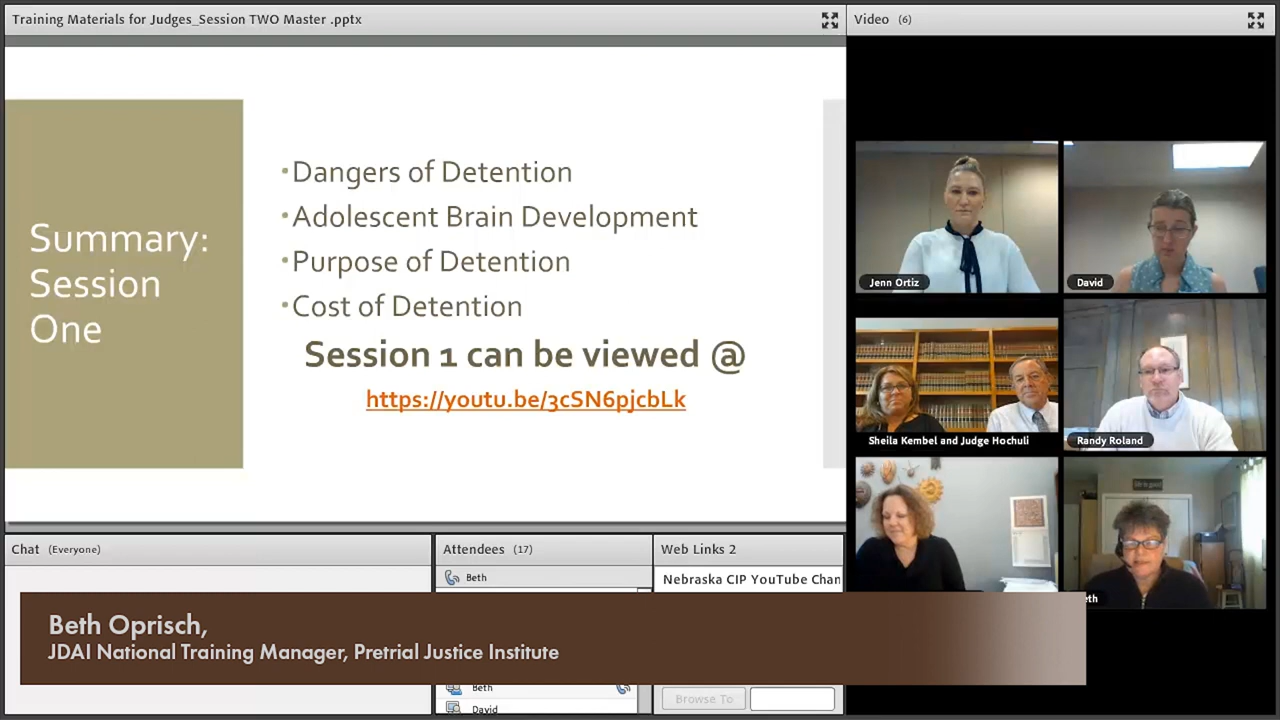 Training Materials for Judges_Session TWO Master .pptx
Video (6)
Summary:
Session
One
Dangers of Detention
Adolescent Brain Development
Purpose of Detention
Cost of Detention
Session 1 can be viewed @
https://youtu.be/3cSN6pjcbLk
Jenn Ortiz
David
Sheila Kembel and Judge Hochuli
Randy Roland
eth
Chat (Everyone)
Attendees (17)
Beth
Beth
David
Web Links 2
Nebraska CIP YouTube Chan
Browse To
Beth Oprisch,
JDAI National Training Manager, Pretrial Justice Institute